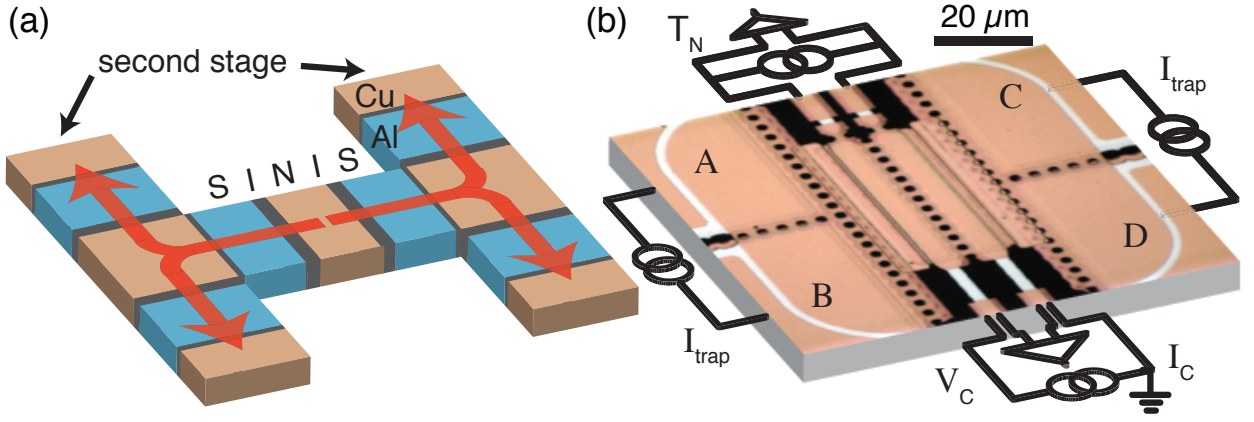 (a)
second stage
Cu
Al
S I N I S
(b)
T_N
20 µm
I_trap
A
B
C
D
I_trap
V_C
I_C